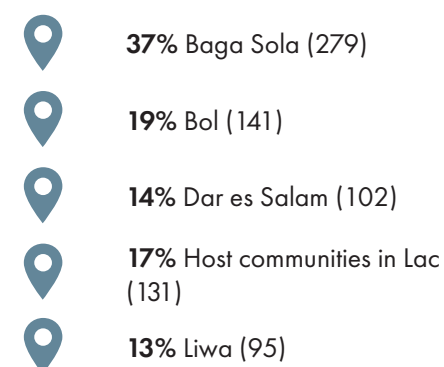 37% Baga Sola (279)
19% Bol (141)
14% Dar es Salam (102)
17% Host communities in Lac
(131)
13% Liwa (95)